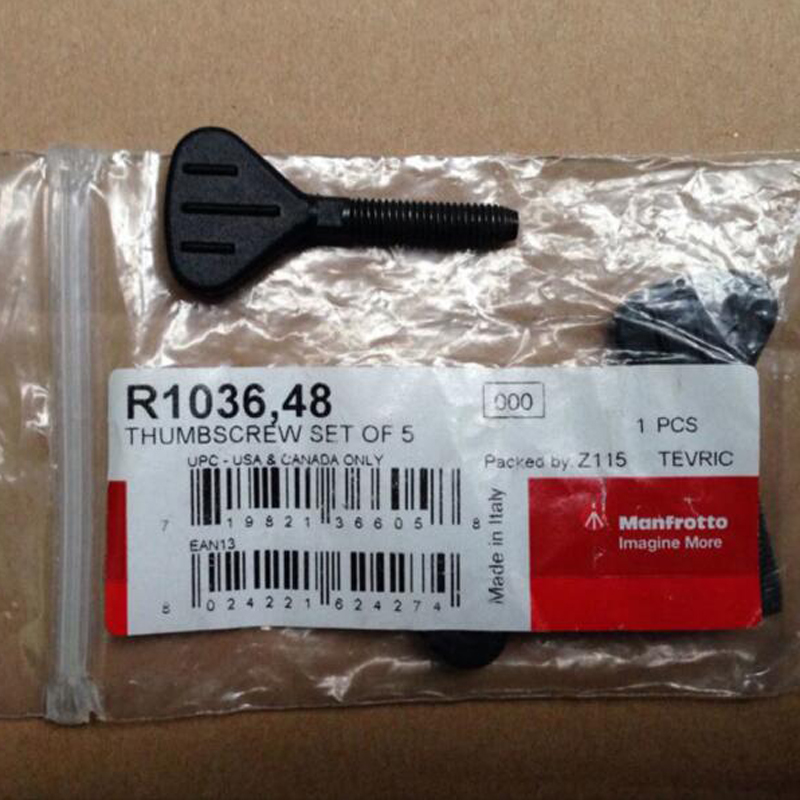 R1036,48
000
THUMBSCREW SET OF 5
1 PCS
UPC - USA & CANADA ONLY
Packed by: Z115 TEVRIC
7 19821 36605 8
EAN13
8 024221 624274
Made in Italy
Manfrotto
Imagine More